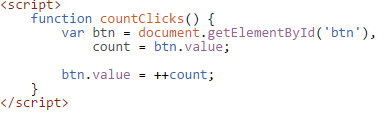 <script>
function countClicks() {
var btn = document.getElementById('btn'),
count = btn.value;
btn.value = ++count;
}
</script>